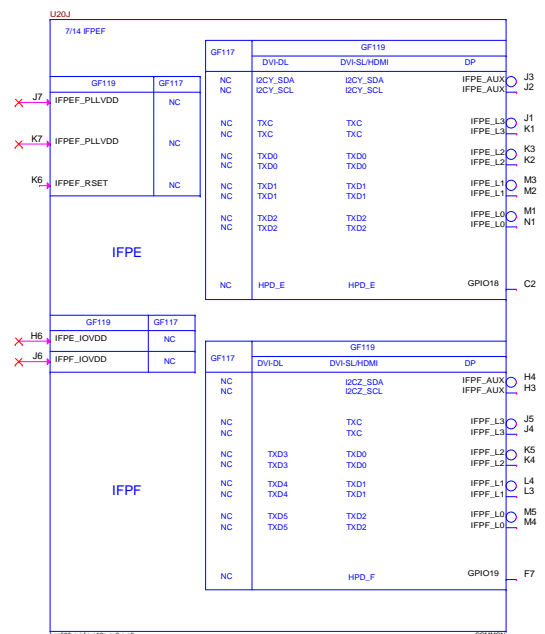 U20J
7/14 IFPEF
GF119 GF117
J7 IFPEF_PLLVDD NC
K7 IFPEF_PLLVDD NC
K6 IFPEF_RSET NC
IFPE
GF117 GF119
DVI-DL DVI-SL/HDMI DP
NC I2CY_SDA I2CY_SDA IFPE_AUX J3
NC I2CY_SCL I2CY_SCL IFPE_AUX J2
NC TXC TXC IFPE_L3 J1
NC TXC TXC IFPE_L3 K1
NC TXD0 TXD0 IFPE_L2 K3
NC TXD0 TXD0 IFPE_L2 K2
NC TXD1 TXD1 IFPE_L1 M3
NC TXD1 TXD1 IFPE_L1 M2
NC TXD2 TXD2 IFPE_L0 M1
NC TXD2 TXD2 IFPE_L0 N1
NC HPD_E HPD_E GPIO18 C2
GF119 GF117
H6 IFPE_IOVDD NC
J6 IFPF_IOVDD NC
IFPF
GF117 GF119
DVI-DL DVI-SL/HDMI DP
NC I2CZ_SDA IFPF_AUX H4
NC I2CZ_SCL IFPF_AUX H3
NC TXC IFPF_L3 J5
NC TXC IFPF_L3 J4
NC TXD3 TXD0 IFPF_L2 K5
NC TXD3 TXD0 IFPF_L2 K4
NC TXD4 TXD1 IFPF_L1 L4
NC TXD4 TXD1 IFPF_L1 L3
NC TXD5 TXD2 IFPF_L0 M5
NC TXD5 TXD2 IFPF_L0 M4
NC HPD_F GPIO19 F7
COMMON